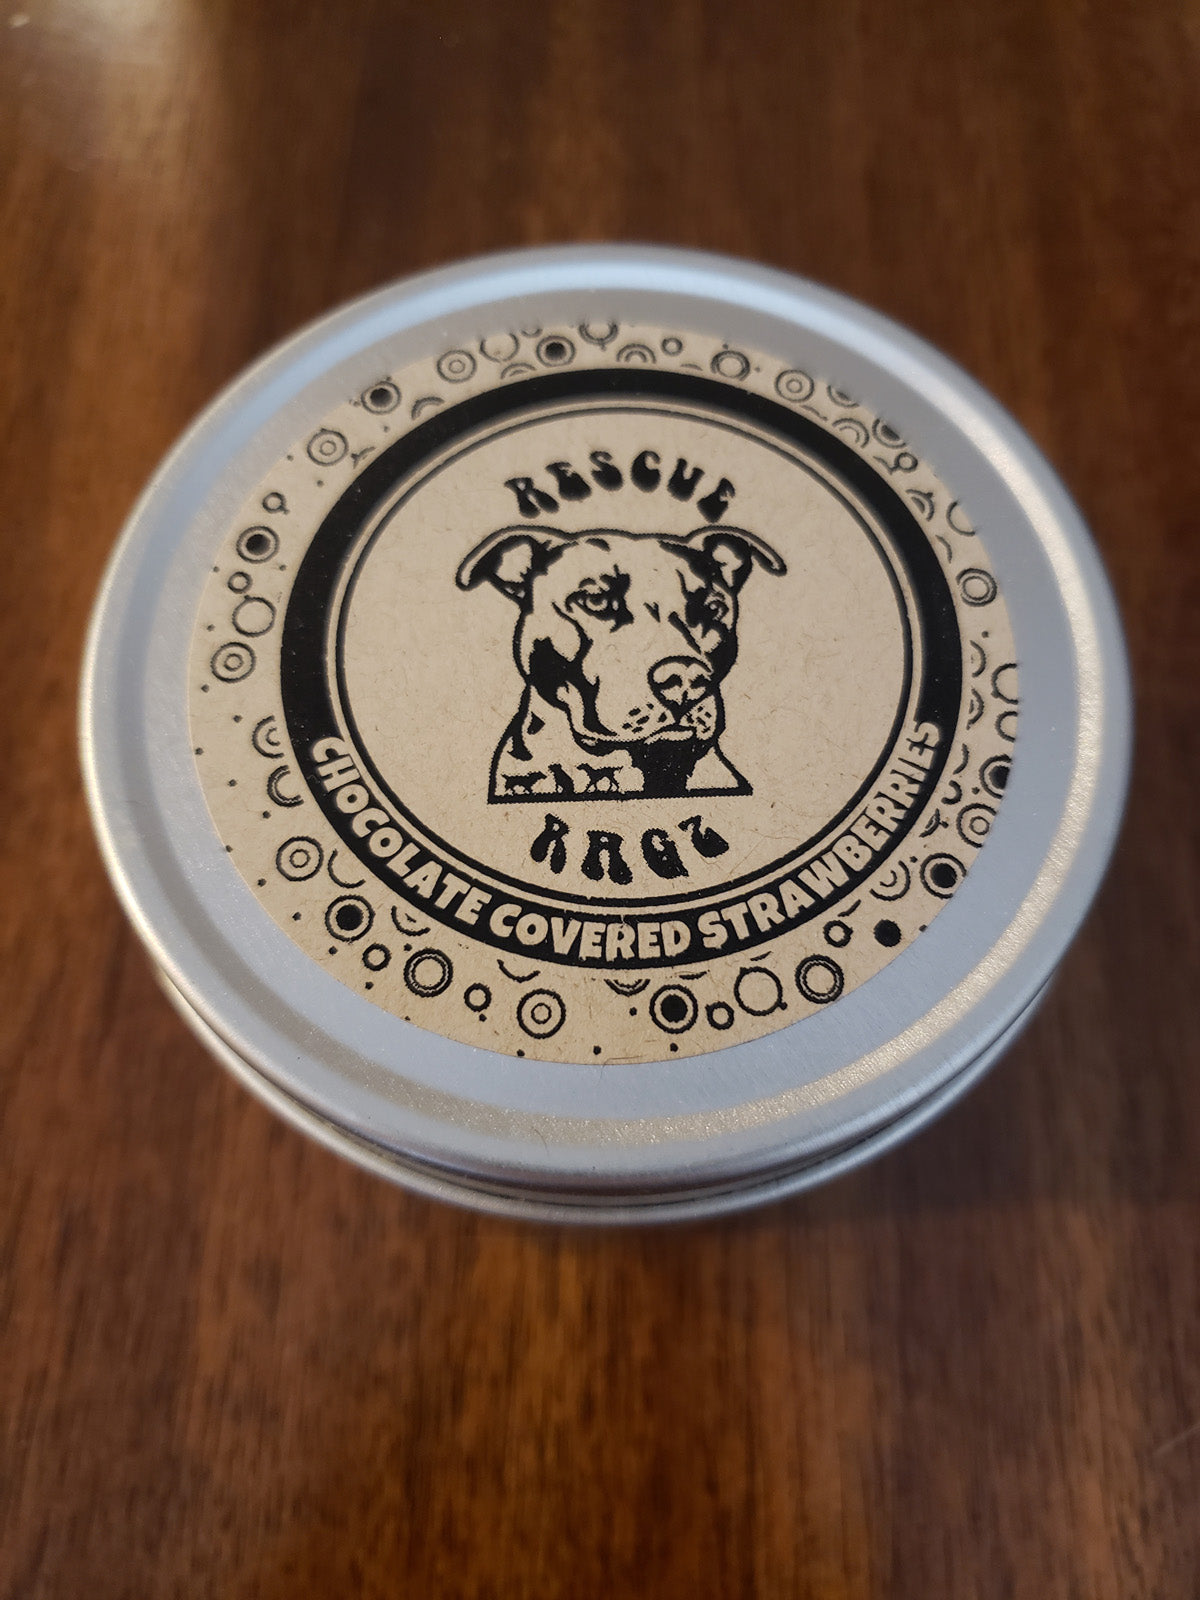 RESCUE
RAGZ
CHOCOLATE COVERED STRAWBERRIES